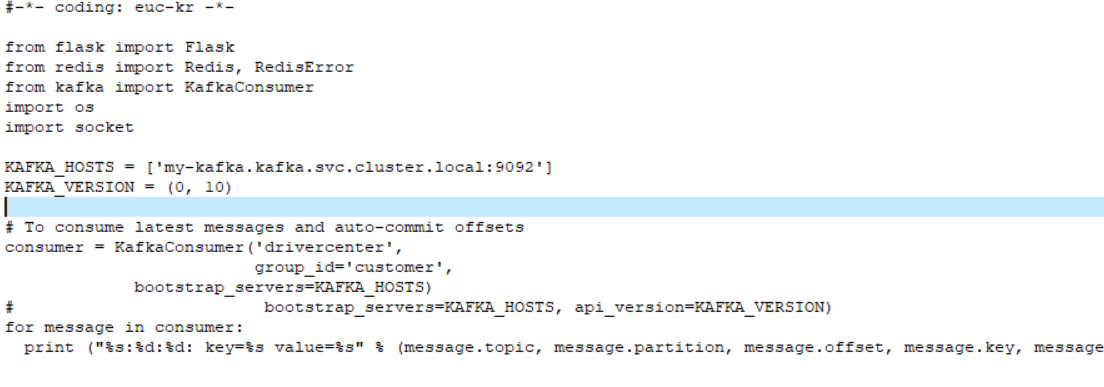 #-*- coding: euc-kr -*-
from flask import Flask
from redis import Redis, RedisError
from kafka import KafkaConsumer
import os
import socket
KAFKA_HOSTS = ['my-kafka.kafka.svc.cluster.local:9092']
KAFKA_VERSION = (0, 10)
# To consume latest messages and auto-commit offsets
consumer = KafkaConsumer('drivercenter',
                         group_id='customer',
             bootstrap_servers=KAFKA_HOSTS)
#                         bootstrap_servers=KAFKA_HOSTS, api_version=KAFKA_VERSION)
for message in consumer:
  print ("%s:%d:%d: key=%s value=%s" % (message.topic, message.partition, message.offset, message.key, message